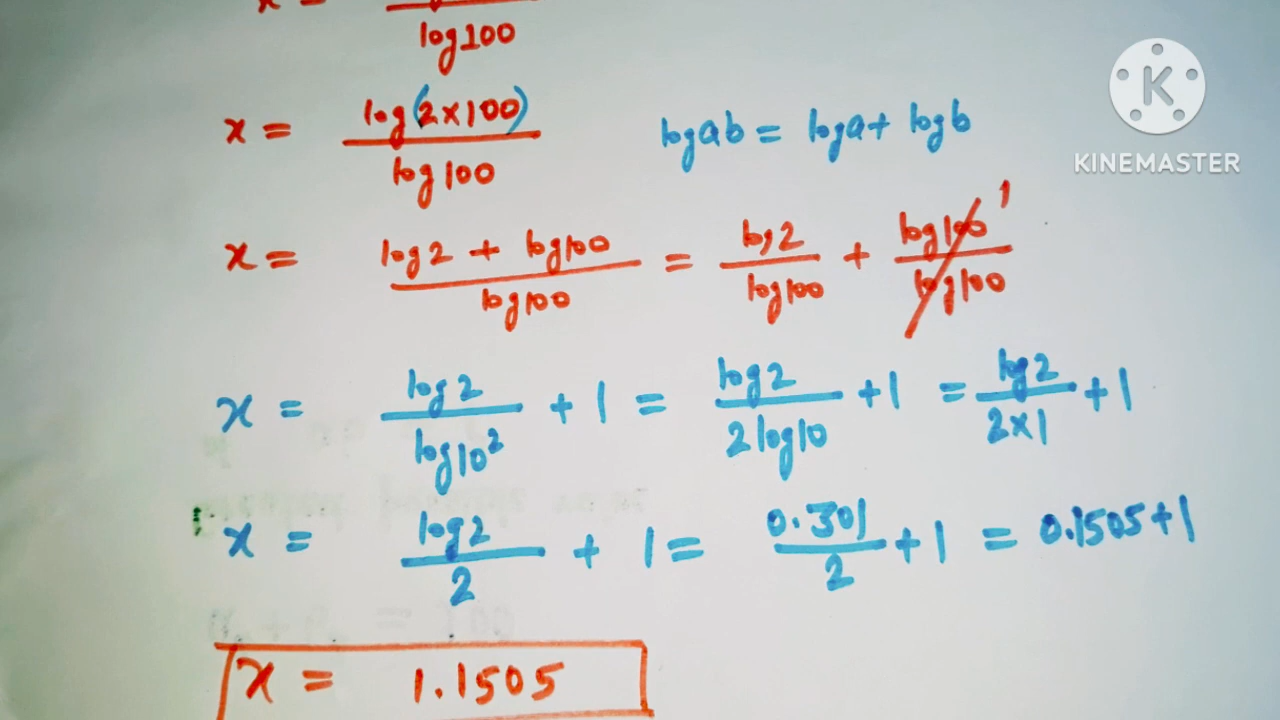 x =
log100
x = log(2×100) / log100    logab = loga + logb
x = log2 + log100 / log100 = log2 / log100 + log100 / log100 1
x = log2 / log10² + 1 = log2 / 2log10 + 1 = log2 / 2×1 + 1
x = log2 / 2 + 1 = 0.301 / 2 + 1 = 0.1505 + 1
x = 1.1505
K
KINEMASTER